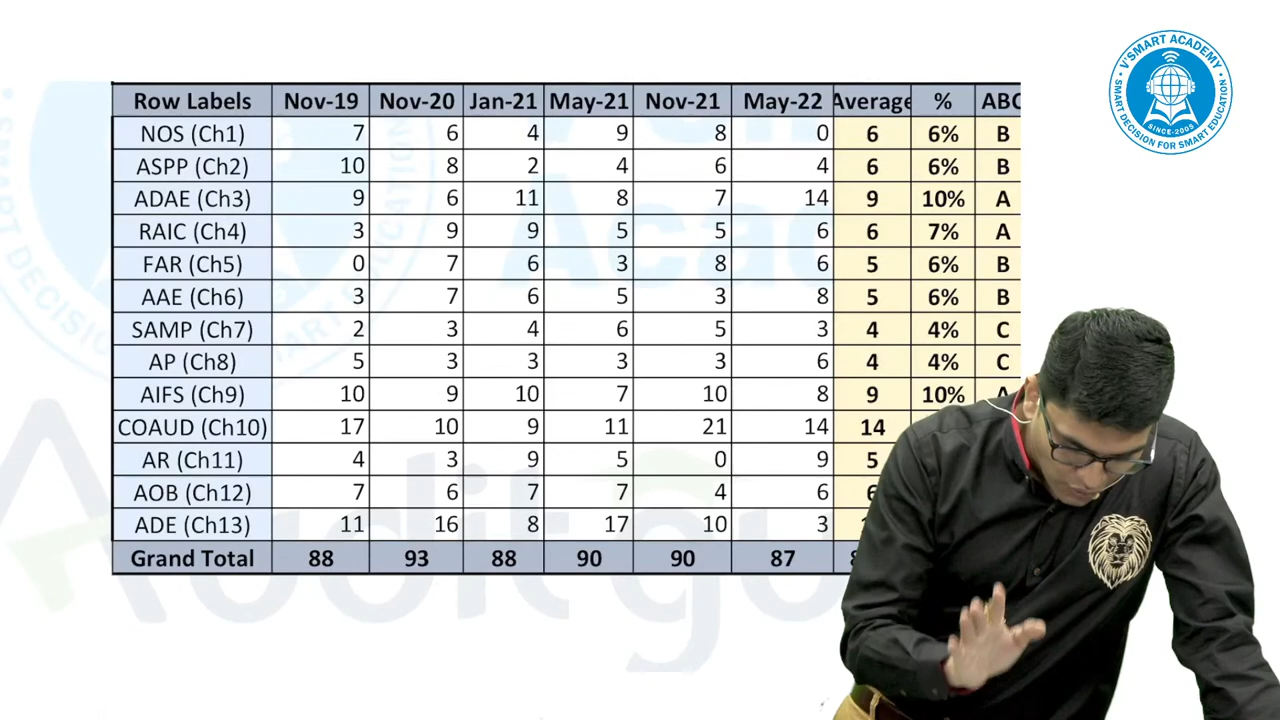 V'SMART ACADEMY
SMART DECISION FOR SMART EDUCATION
SINCE-2005
Row Labels Nov-19 Nov-20 Jan-21 May-21 Nov-21 May-22 Average % ABC
NOS (Ch1) 7 6 4 9 8 0 6 6% B
ASPP (Ch2) 10 8 2 4 6 4 6 6% B
ADAE (Ch3) 9 6 11 8 7 14 9 10% A
RAIC (Ch4) 3 9 9 5 5 6 6 7% A
FAR (Ch5) 0 7 6 3 8 6 5 6% B
AAE (Ch6) 3 7 6 5 3 8 5 6% B
SAMP (Ch7) 2 3 4 6 5 3 4 4% C
AP (Ch8) 5 3 3 3 3 6 4 4% C
AIFS (Ch9) 10 9 10 7 10 8 9 10% A
COAUD (Ch10) 17 10 9 11 21 14 14
AR (Ch11) 4 3 9 5 0 9 5
AOB (Ch12) 7 6 7 7 4 6 6
ADE (Ch13) 11 16 8 17 10 3
Grand Total 88 93 88 90 90 87